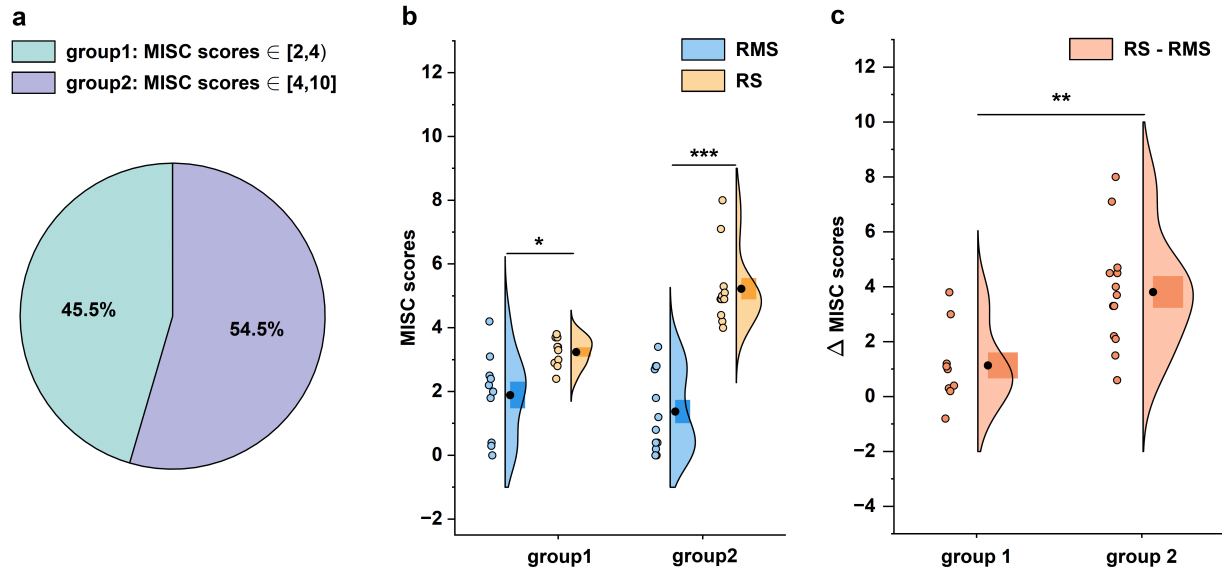 a
group1: MISC scores ∈ [2,4)
group2: MISC scores ∈ [4,10]
45.5%
54.5%
b
RMS
RS
MISC scores
12
10
8
6
4
2
0
−2
*
***
group1
group2
c
RS - RMS
△ MISC scores
12
10
8
6
4
2
0
−2
−4
**
group 1
group 2